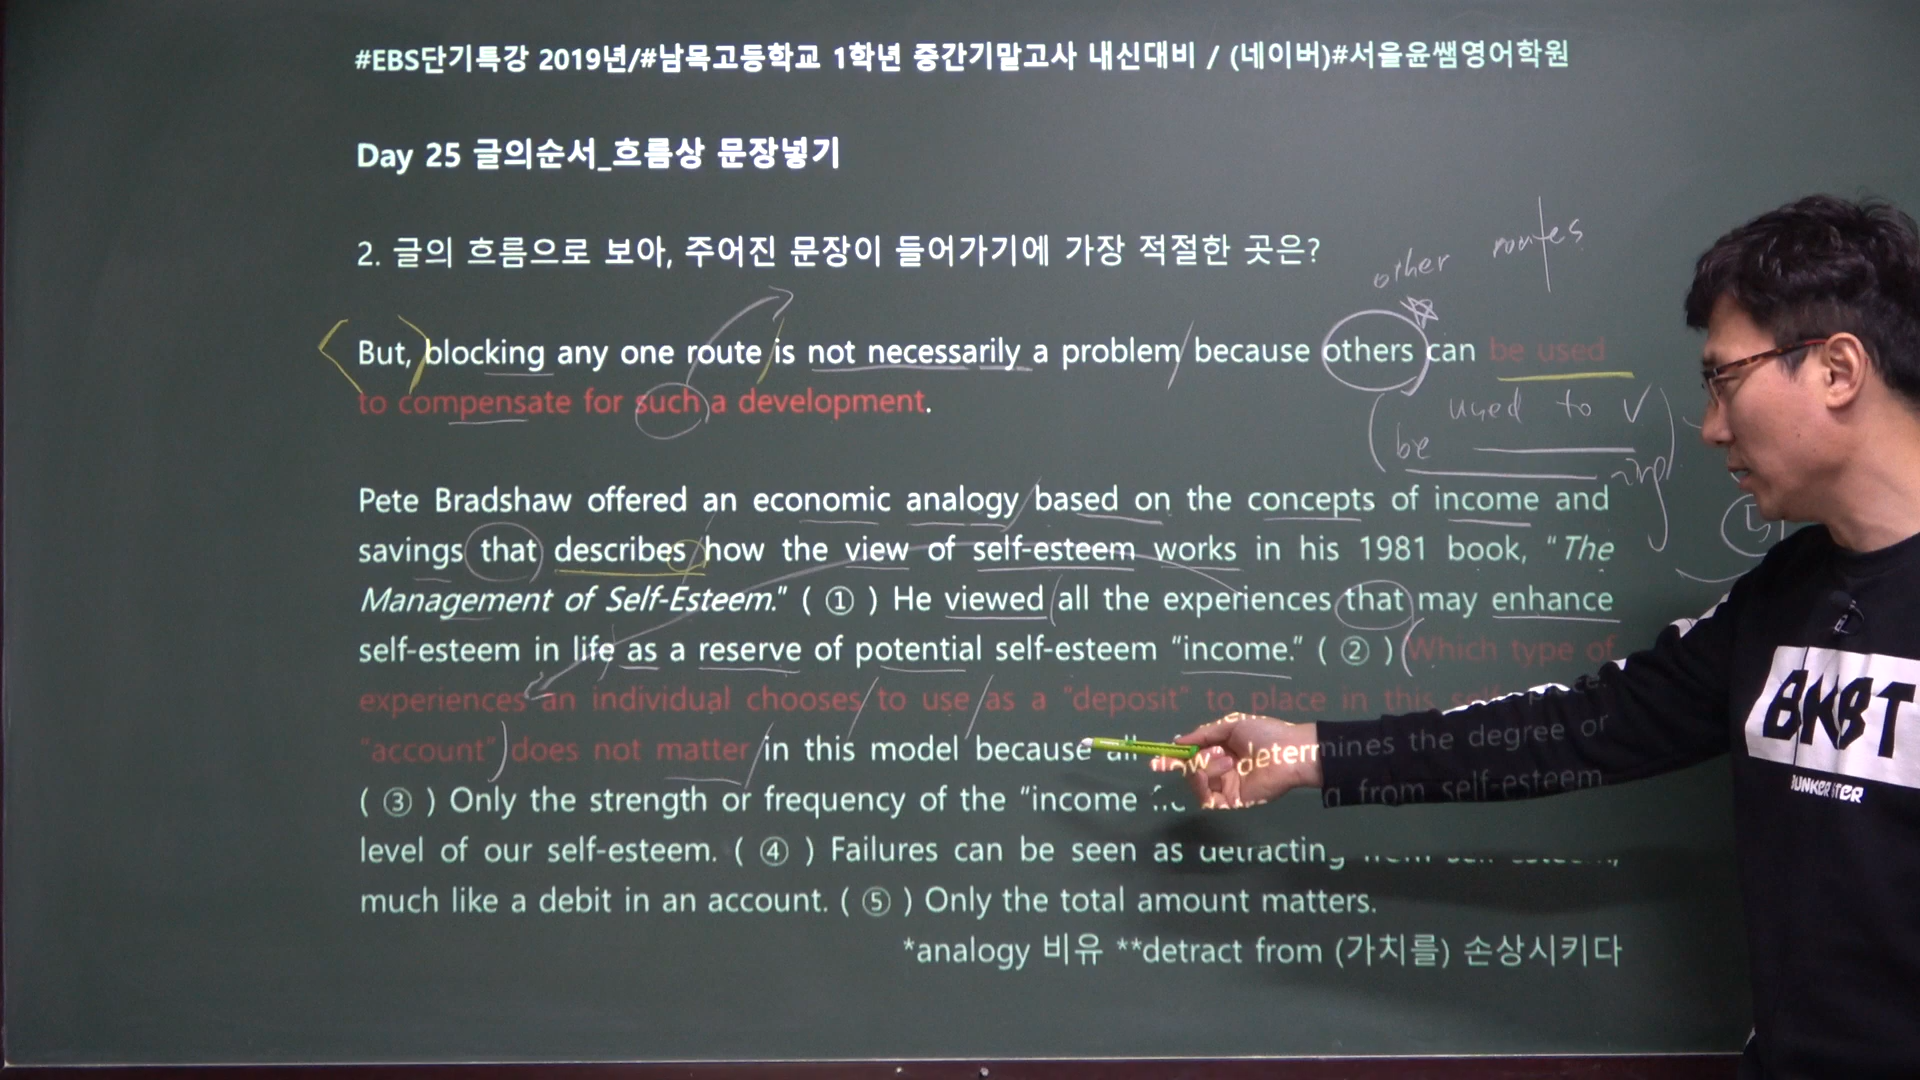 #EBS단기특강 2019년/#남목고등학교 1학년 중간기말고사 내신대비 / (네이버)#서울윤쌤영어학원
Day 25 글의순서_흐름상 문장넣기
2. 글의 흐름으로 보아, 주어진 문장이 들어가기에 가장 적절한 곳은?
other routes
But, blocking any one route is not necessarily a problem because others can be used
to compensate for such a development.
used to V
be ing
Pete Bradshaw offered an economic analogy based on the concepts of income and
savings that describes how the view of self-esteem works in his 1981 book, “The
Management of Self-Esteem.” ( ① ) He viewed all the experiences that may enhance
self-esteem in life as a reserve of potential self-esteem “income.” ( ② ) Which type of
experiences an individual chooses to use as a “deposit” to place in this
“account” does not matter in this model because all determines the degree or
( ③ ) Only the strength or frequency of the “income from self-esteem
level of our self-esteem. ( ④ ) Failures can be seen as detracting
much like a debit in an account. ( ⑤ ) Only the total amount matters.
*analogy 비유 **detract from (가치를) 손상시키다
BKBT